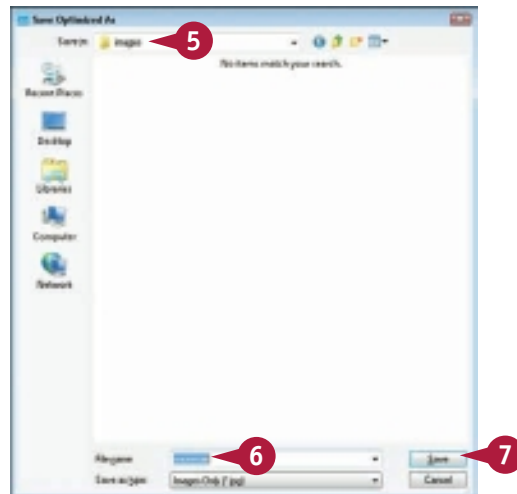 Save Optimized As
Save in: images
5
No items match your search.
Recent Places
Desktop
Libraries
Computer
Network
File name:
6
Save
7
Save as type: Images Only (*.jpg)
Cancel